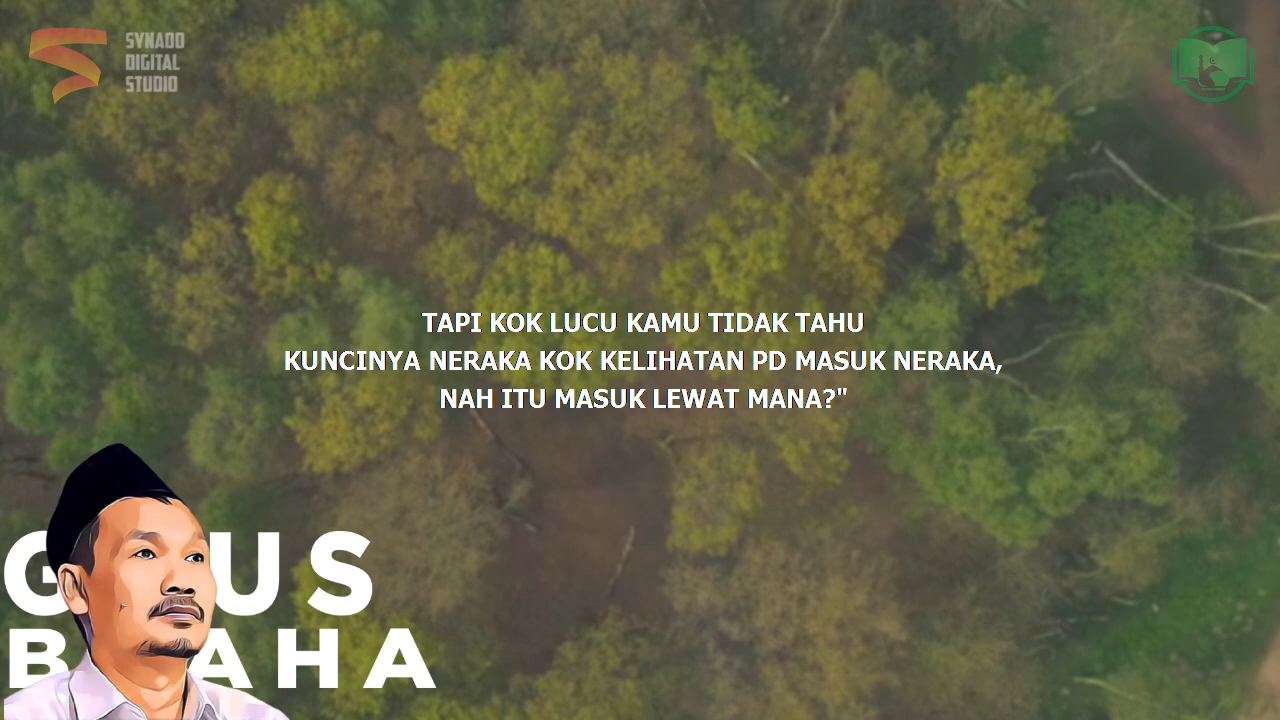 SYNADD
DIGITAL
STUDIO
TAPI KOK LUCU KAMU TIDAK TAHU
KUNCINYA NERAKA KOK KELIHATAN PD MASUK NERAKA,
NAH ITU MASUK LEWAT MANA?"
GUS
BAHA